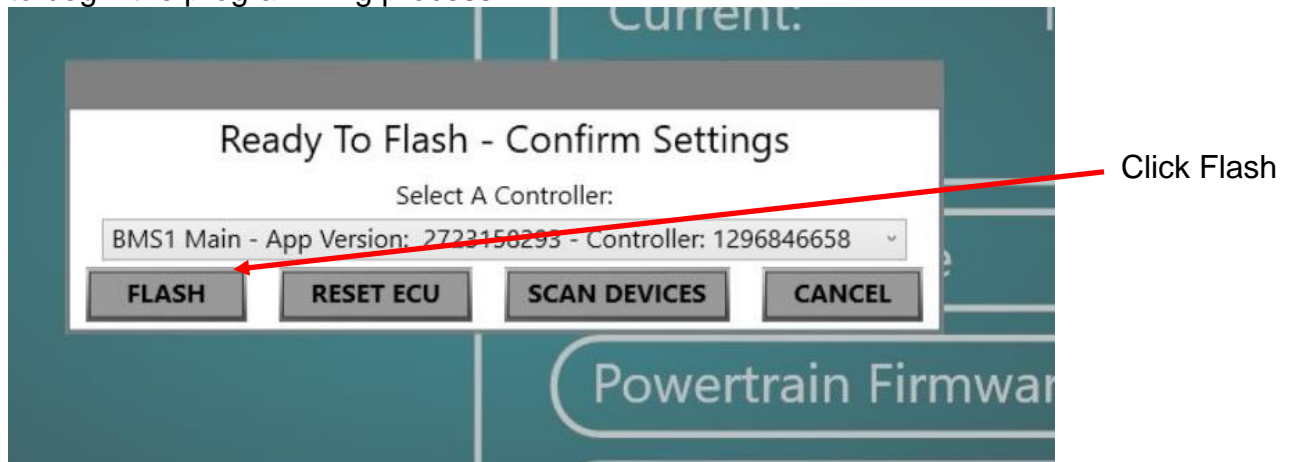 Current:
Ready To Flash - Confirm Settings
Click Flash
Select A Controller:
BMS1 Main - App Version: 2723158293 - Controller: 1296846658
FLASH RESET ECU SCAN DEVICES CANCEL
Powertrain Firmwar